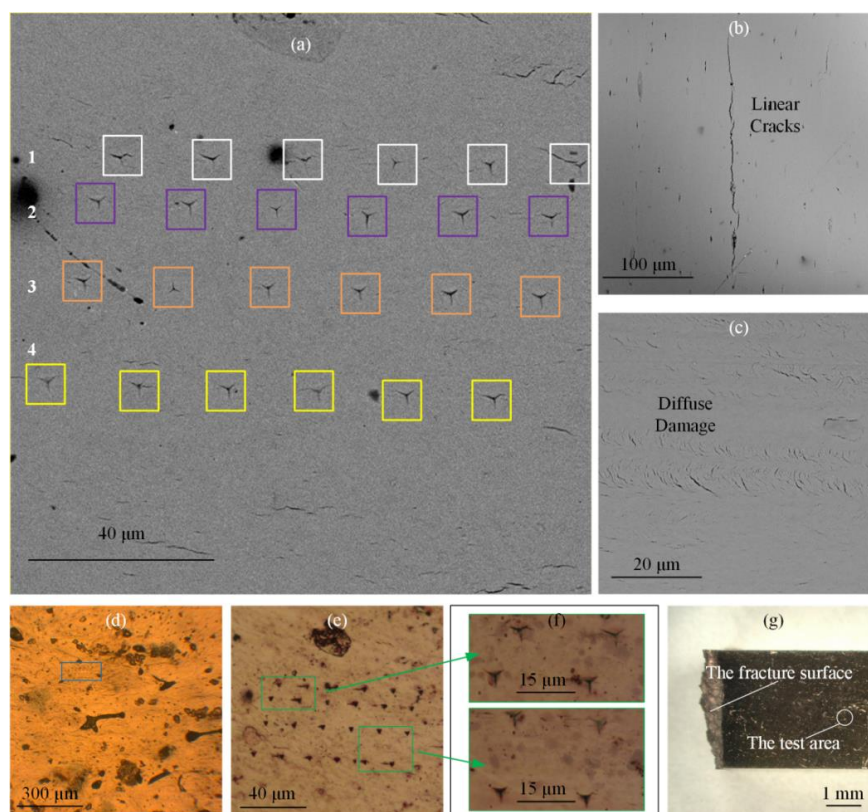 (a)
1
2
3
4
40 μm
(b)
Linear
Cracks
100 μm
(c)
Diffuse
Damage
20 μm
(d)
300 μm
(e)
40 μm
(f)
15 μm
15 μm
(g)
The fracture surface
The test area
1 mm